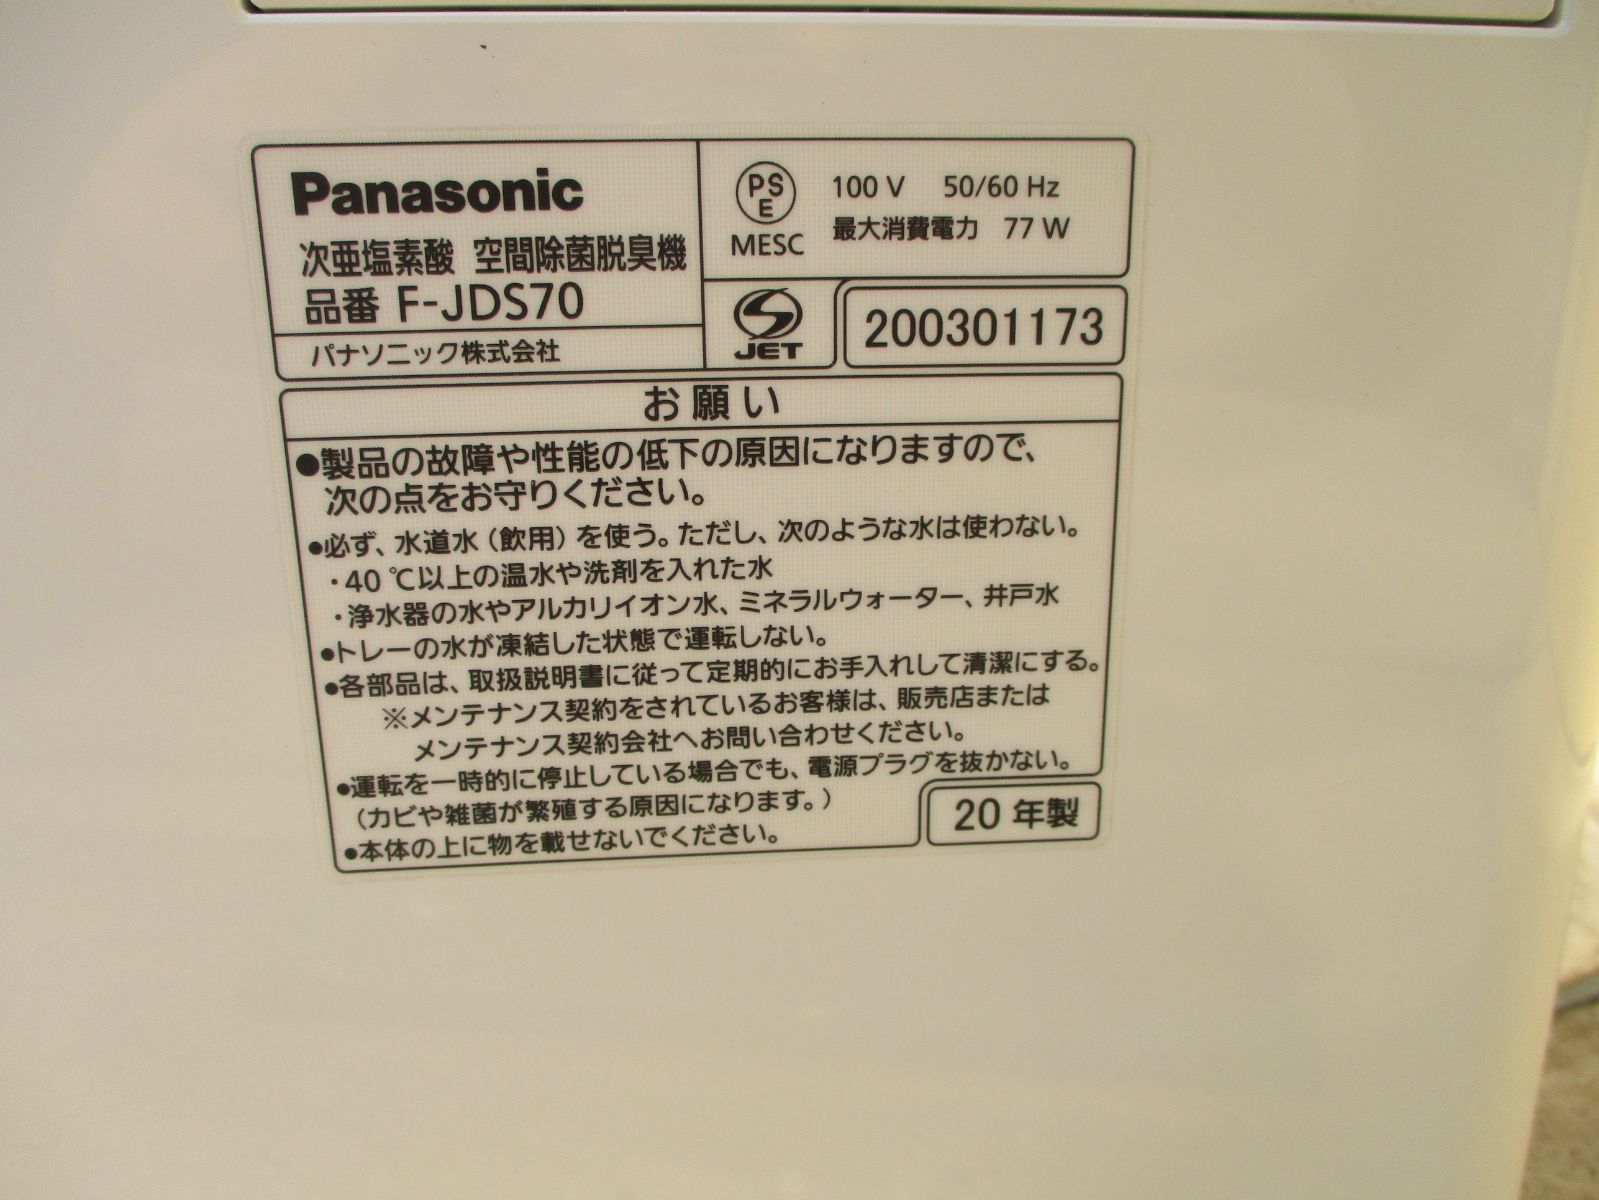 Panasonic
次亜塩素酸 空間除菌脱臭機
品番 F-JDS70
パナソニック株式会社
PS
E
MESC
100 V 50/60 Hz
最大消費電力 77 W
S
JET
200301173
お願い
●製品の故障や性能の低下の原因になりますので、
次の点をお守りください。
●必ず、水道水(飲用)を使う。ただし、次のような水は使わない。
・40 ℃以上の温水や洗剤を入れた水
・浄水器の水やアルカリイオン水、ミネラルウォーター、井戸水
●トレーの水が凍結した状態で運転しない。
●各部品は、取扱説明書に従って定期的にお手入れして清潔にする。
※メンテナンス契約をされているお客様は、販売店または
メンテナンス契約会社へお問い合わせください。
●運転を一時的に停止している場合でも、電源プラグを抜かない。
(カビや雑菌が繁殖する原因になります。)
●本体の上に物を載せないでください。
20 年製